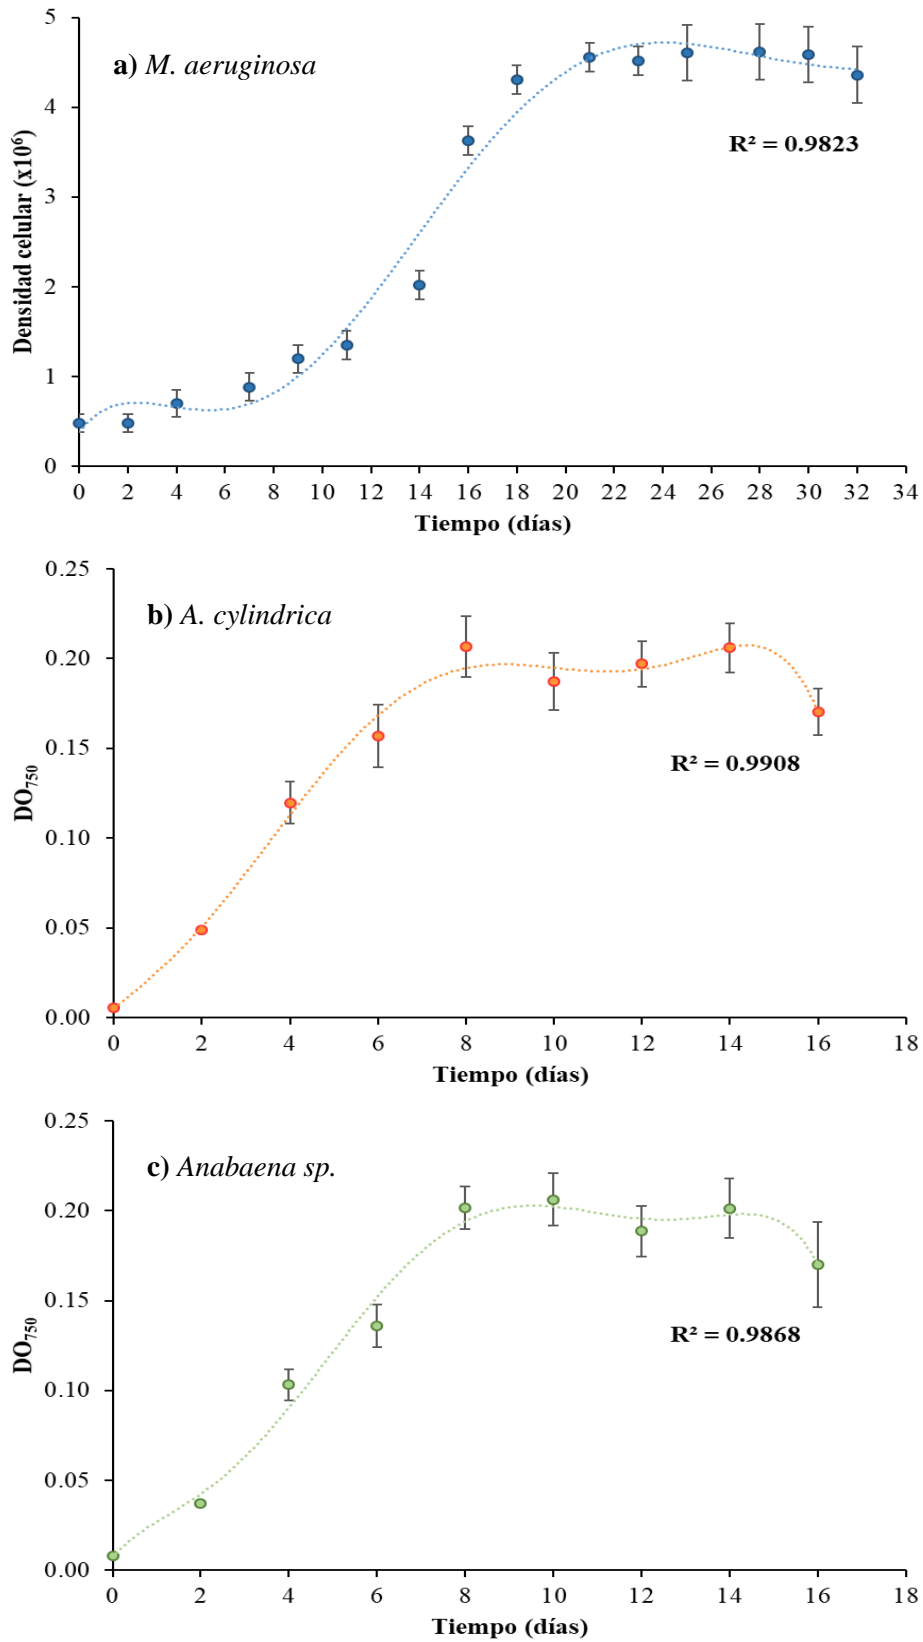 a) M. aeruginosa
Densidad celular (x10⁶)
5
4
3
2
1
0
R² = 0.9823
0 2 4 6 8 10 12 14 16 18 20 22 24 26 28 30 32 34
Tiempo (días)
b) A. cylindrica
DO₇₅₀
0.25
0.20
0.15
0.10
0.05
0.00
R² = 0.9908
0 2 4 6 8 10 12 14 16 18
Tiempo (días)
c) Anabaena sp.
DO₇₅₀
0.25
0.20
0.15
0.10
0.05
0.00
R² = 0.9868
0 2 4 6 8 10 12 14 16 18
Tiempo (días)